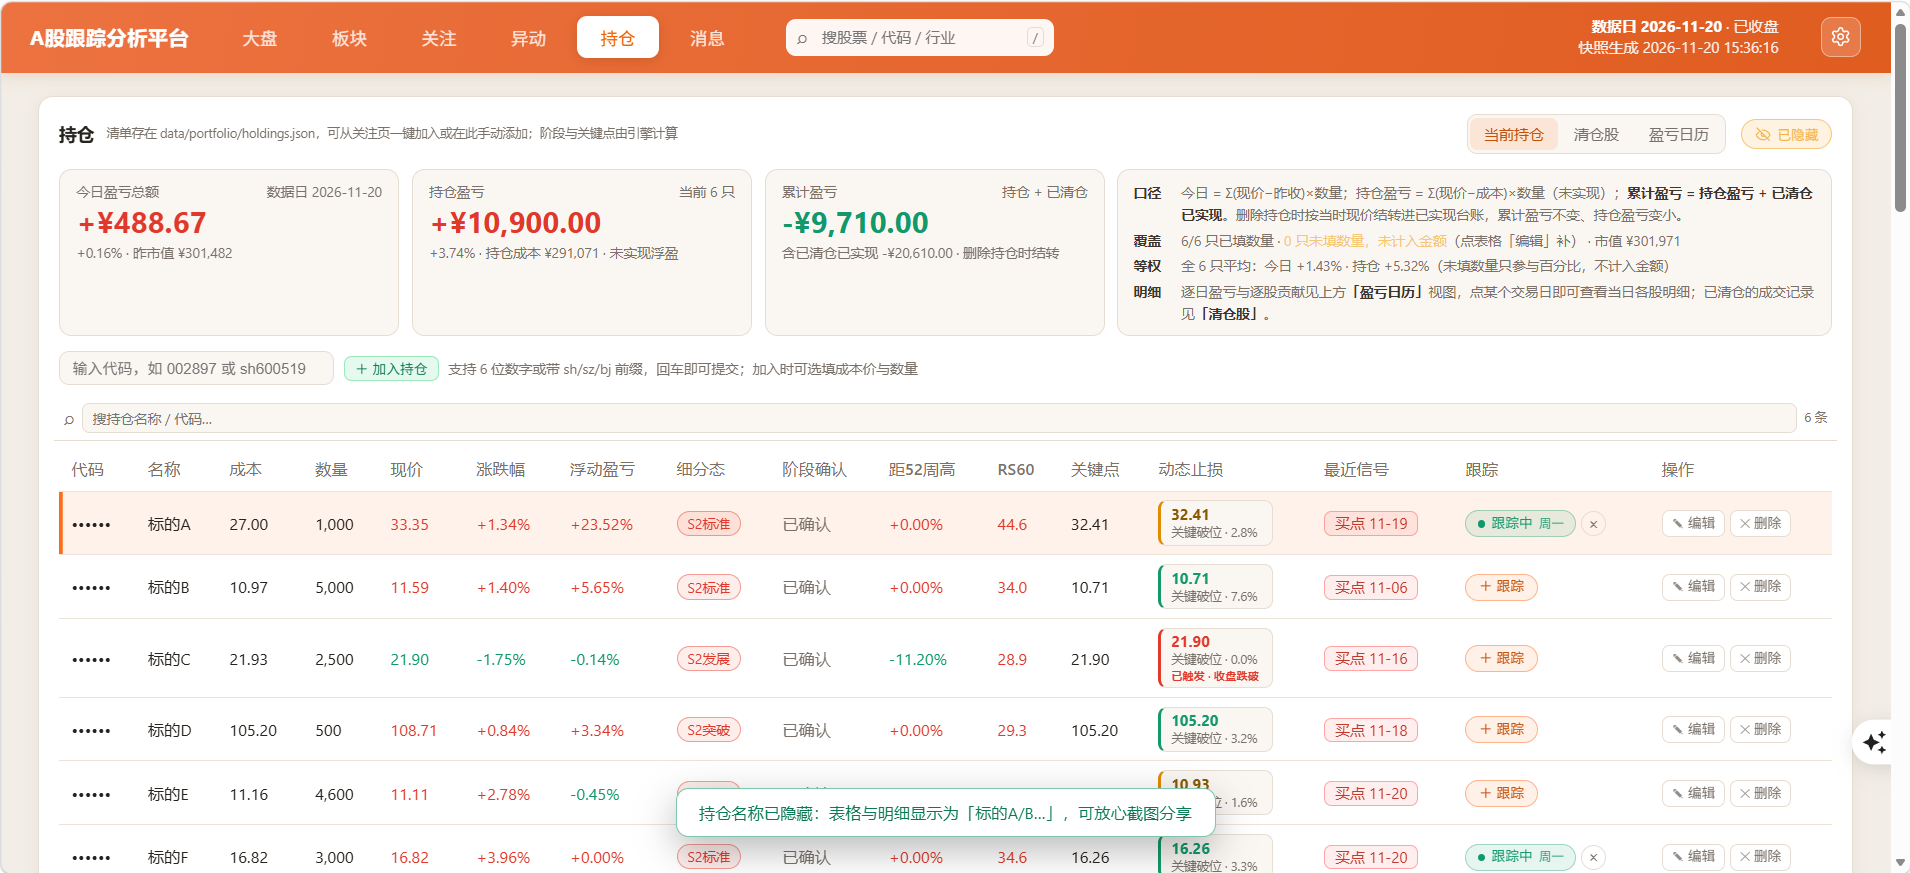 A股跟踪分析平台
大盘
板块
关注
异动
持仓
消息
搜股票 / 代码 / 行业
/
数据日 2026-11-20 · 已收盘
快照生成 2026-11-20 15:36:16
持仓
清单存在 data/portfolio/holdings.json，可从关注页一键加入或在此手动添加；阶段与关键点由引擎计算
当前持仓
清仓股
盈亏日历
已隐藏
今日盈亏总额
数据日 2026-11-20
+¥488.67
+0.16% · 昨市值 ¥301,482
持仓盈亏
当前 6 只
+¥10,900.00
+3.74% · 持仓成本 ¥291,071 · 未实现浮盈
累计盈亏
持仓 + 已清仓
-¥9,710.00
含已清仓已实现 -¥20,610.00 · 删除持仓时结转
口径 今日 = Σ(现价−昨收)×数量；持仓盈亏 = Σ(现价−成本)×数量（未实现）；累计盈亏 = 持仓盈亏 + 已清仓
已实现。删除持仓时按当时现价结转进已实现台账，累计盈亏不变、持仓盈亏变小。
覆盖 6/6 只已填数量 · 0 只未填数量，未计入金额（点表格「编辑」补） · 市值 ¥301,971
等权 全 6 只平均：今日 +1.43% · 持仓 +5.32%（未填数量只参与百分比，不计入金额）
明细 逐日盈亏与逐股贡献见上方「盈亏日历」视图，点某个交易日即可查看当日各股明细；已清仓的成交记录
见「清仓股」。
输入代码，如 002897 或 sh600519
+ 加入持仓
支持 6 位数字或带 sh/sz/bj 前缀，回车即可提交；加入时可选填成本价与数量
搜持仓名称 / 代码...
6 条
代码 名称 成本 数量 现价 涨跌幅 浮动盈亏 细分态 阶段确认 距52周高 RS60 关键点 动态止损 最近信号 跟踪 操作
•••••• 标的A 27.00 1,000 33.35 +1.34% +23.52% S2标准 已确认 +0.00% 44.6 32.41 32.41 买点 11-19 ● 跟踪中 周一 × 编辑 ×删除
关键破位 · 2.8%
•••••• 标的B 10.97 5,000 11.59 +1.40% +5.65% S2标准 已确认 +0.00% 34.0 10.71 10.71 买点 11-06 + 跟踪 编辑 ×删除
关键破位 · 7.6%
•••••• 标的C 21.93 2,500 21.90 -1.75% -0.14% S2发展 已确认 -11.20% 28.9 21.90 21.90 买点 11-16 + 跟踪 编辑 ×删除
关键破位 · 0.0%
已触发 · 收盘跌破
•••••• 标的D 105.20 500 108.71 +0.84% +3.34% S2突破 已确认 +0.00% 29.3 105.20 105.20 买点 11-18 + 跟踪 编辑 ×删除
关键破位 · 3.2%
•••••• 标的E 11.16 4,600 11.11 +2.78% -0.45% 10.93 买点 11-20 + 跟踪 编辑 ×删除
位 · 1.6%
持仓名称已隐藏：表格与明细显示为「标的A/B...」，可放心截图分享
•••••• 标的F 16.82 3,000 16.82 +3.96% +0.00% S2标准 已确认 +0.00% 34.6 16.26 16.26 买点 11-20 ● 跟踪中 周一 × 编辑 ×删除
关键破位 · 3.3%